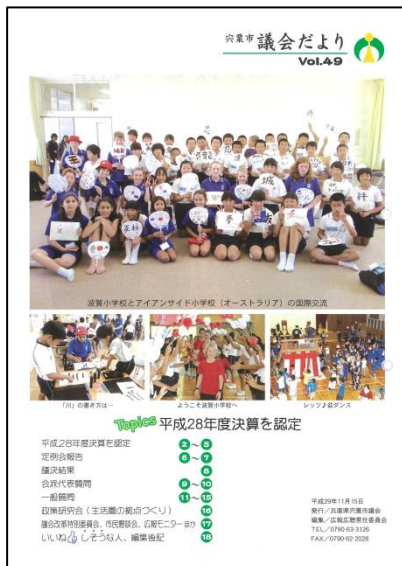 宍粟市 議会だより
Vol.49
波賀小学校とアイアンサイド小学校（オーストラリア）の国際交流
「川」の書き方は…
ようこそ波賀小学校へ
レッツ♪盆ダンス
Topics 平成28年度決算を認定
平成28年度決算を認定 2～5
定例会報告 6～7
議決結果 8
会派代表質問 9～10
一般質問 11～15
政策研究会（生活圏の拠点づくり） 16
議会改革特別委員会、市民懇談会、広報モニターほか 17
いいね しそうな人、編集後記 18
平成29年11月15日
発行／兵庫県宍粟市議会
編集／広報広聴常任委員会
TEL／0790-63-3126
FAX／0790-62-2028